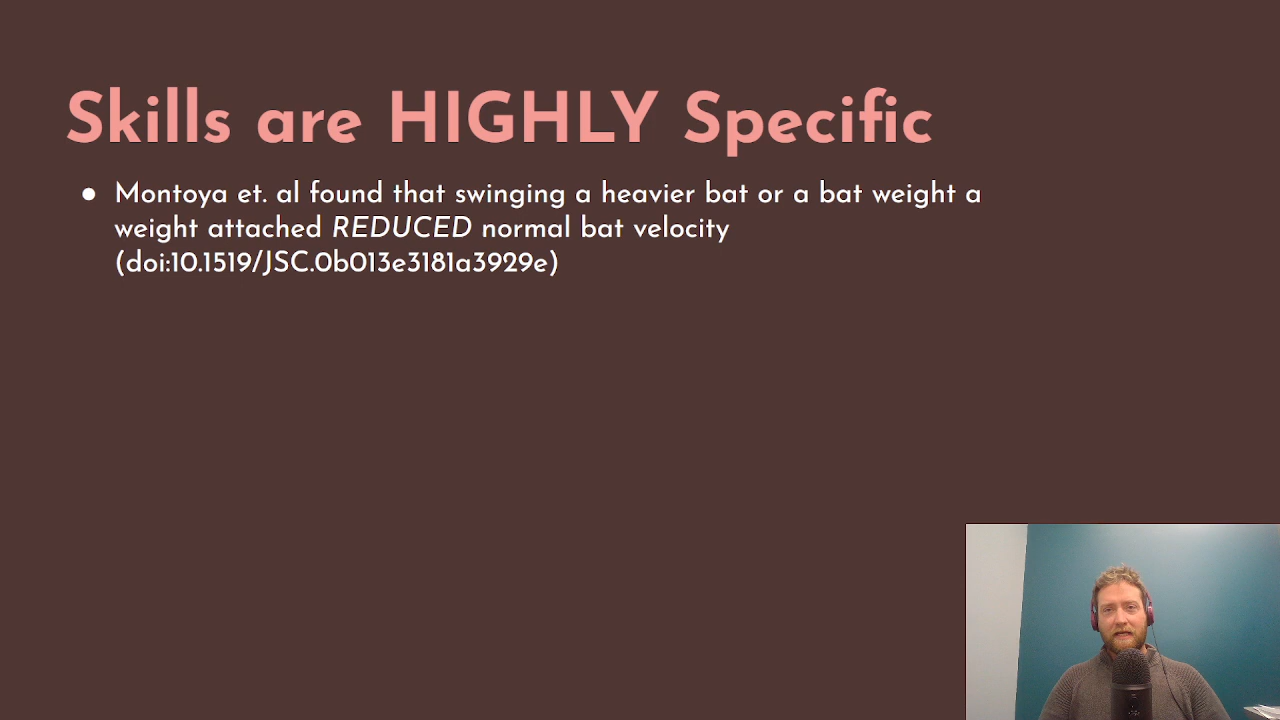 Skills are HIGHLY Specific
● Montoya et. al found that swinging a heavier bat or a bat weight a
weight attached REDUCED normal bat velocity
(doi:10.1519/JSC.0b013e3181a3929e)